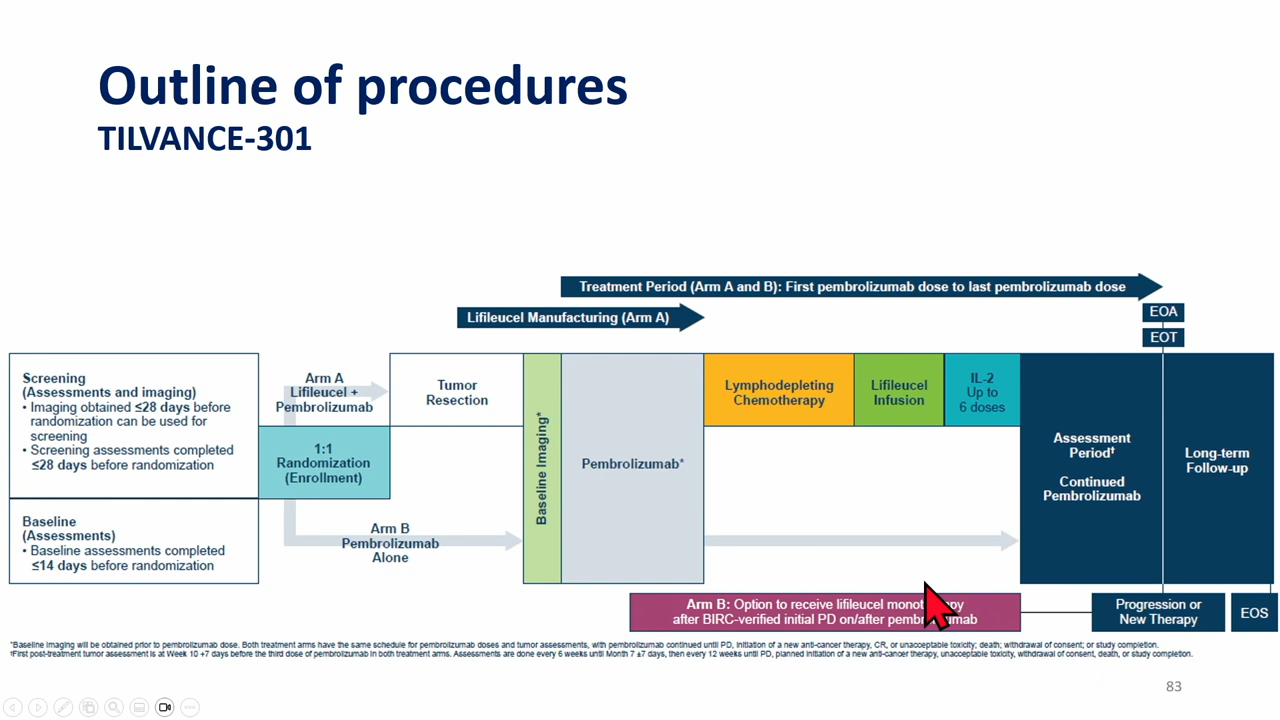 Outline of procedures
TILVANCE-301
Treatment Period (Arm A and B): First pembrolizumab dose to last pembrolizumab dose
Lifileucel Manufacturing (Arm A)
EOA
EOT
Screening
(Assessments and imaging)
• Imaging obtained ≤28 days before
randomization can be used for
screening
• Screening assessments completed
≤28 days before randomization
Baseline
(Assessments)
• Baseline assessments completed
≤14 days before randomization
Arm A
Lifileucel +
Pembrolizumab
1:1
Randomization
(Enrollment)
Arm B
Pembrolizumab
Alone
Tumor
Resection
Baseline Imaging*
Pembrolizumab*
Lymphodepleting
Chemotherapy
Lifileucel
Infusion
IL-2
Up to
6 doses
Assessment
Period†
Continued
Pembrolizumab
Long-term
Follow-up
Arm B: Option to receive lifileucel monotherapy
after BIRC-verified initial PD on/after pembrolizumab
Progression or
New Therapy
EOS
*Baseline imaging will be obtained prior to pembrolizumab dose. Both treatment arms have the same schedule for pembrolizumab doses and tumor assessments, with pembrolizumab continued until PD, initiation of a new anti-cancer therapy, CR, or unacceptable toxicity; death; withdrawal of consent; or study completion.
†First post-treatment tumor assessment is at Week 10 +7 days before the third dose of pembrolizumab in both treatment arms. Assessments are done every 6 weeks until Month 7 ±7 days, then every 12 weeks until PD, planned initiation of a new anti-cancer therapy, unacceptable toxicity, withdrawal of consent, death, or study completion.
83